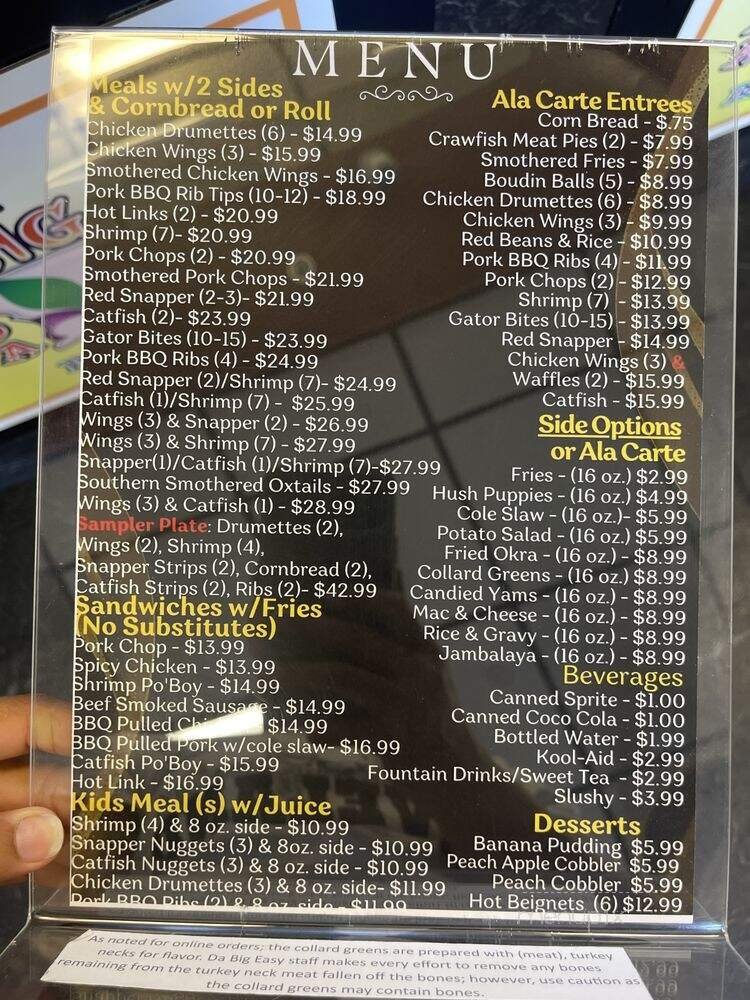 MENU
Meals w/2 Sides
& Cornbread or Roll
Chicken Drumettes (6) - $14.99
Chicken Wings (3) - $15.99
Smothered Chicken Wings - $16.99
Pork BBQ Rib Tips (10-12) - $18.99
Hot Links (2) - $20.99
Shrimp (7)- $20.99
Pork Chops (2) - $20.99
Smothered Pork Chops - $21.99
Red Snapper (2-3)- $21.99
Catfish (2)- $23.99
Gator Bites (10-15) - $23.99
Pork BBQ Ribs (4) - $24.99
Red Snapper (2)/Shrimp (7)- $24.99
Catfish (1)/Shrimp (7) - $25.99
Wings (3) & Snapper (2) - $26.99
Wings (3) & Shrimp (7) - $27.99
Snapper(1)/Catfish (1)/Shrimp (7)-$27.99
Southern Smothered Oxtails - $27.99
Wings (3) & Catfish (1) - $28.99
Sampler Plate: Drumettes (2),
Wings (2), Shrimp (4),
Snapper Strips (2), Cornbread (2),
Catfish Strips (2), Ribs (2)- $42.99
Sandwiches w/Fries
(No Substitutes)
Pork Chop - $13.99
Spicy Chicken - $13.99
Shrimp Po'Boy - $14.99
Beef Smoked Sausage - $14.99
BBQ Pulled $14.99
BBQ Pulled Pork w/cole slaw- $16.99
Catfish Po'Boy - $15.99
Hot Link - $16.99
Kids Meal (s) w/Juice
Shrimp (4) & 8 oz. side - $10.99
Snapper Nuggets (3) & 8oz. side - $10.99
Catfish Nuggets (3) & 8 oz. side - $10.99
Chicken Drumettes (3) & 8 oz. side- $11.99
Pork BBQ Ribs (2) & 8 oz. side - $11.99
Ala Carte Entrees
Corn Bread - $.75
Crawfish Meat Pies (2) - $7.99
Smothered Fries - $7.99
Boudin Balls (5) - $8.99
Chicken Drumettes (6) - $8.99
Chicken Wings (3) - $9.99
Red Beans & Rice - $10.99
Pork BBQ Ribs (4) - $11.99
Pork Chops (2) - $12.99
Shrimp (7) - $13.99
Gator Bites (10-15) - $13.99
Red Snapper - $14.99
Chicken Wings (3) &
Waffles (2) - $15.99
Catfish - $15.99
Side Options
or Ala Carte
Fries - (16 oz.) $2.99
Hush Puppies - (16 oz.) $4.99
Cole Slaw - (16 oz.)- $5.99
Potato Salad - (16 oz.) $5.99
Fried Okra - (16 oz.) - $8.99
Collard Greens - (16 oz.) $8.99
Candied Yams - (16 oz.) - $8.99
Mac & Cheese - (16 oz.) - $8.99
Rice & Gravy - (16 oz.) - $8.99
Jambalaya - (16 oz.) - $8.99
Beverages
Canned Sprite - $1.00
Canned Coco Cola - $1.00
Bottled Water - $1.99
Kool-Aid - $2.99
Fountain Drinks/Sweet Tea - $2.99
Slushy - $3.99
Desserts
Banana Pudding $5.99
Peach Apple Cobbler $5.99
Peach Cobbler $5.99
Hot Beignets (6) $12.99
As noted for online orders; the collard greens are prepared with (meat), turkey
necks for flavor. Da Big Easy staff makes every effort to remove any bones
remaining from the turkey neck meat fallen off the bones; however, use caution as
the collard greens may contain bones.